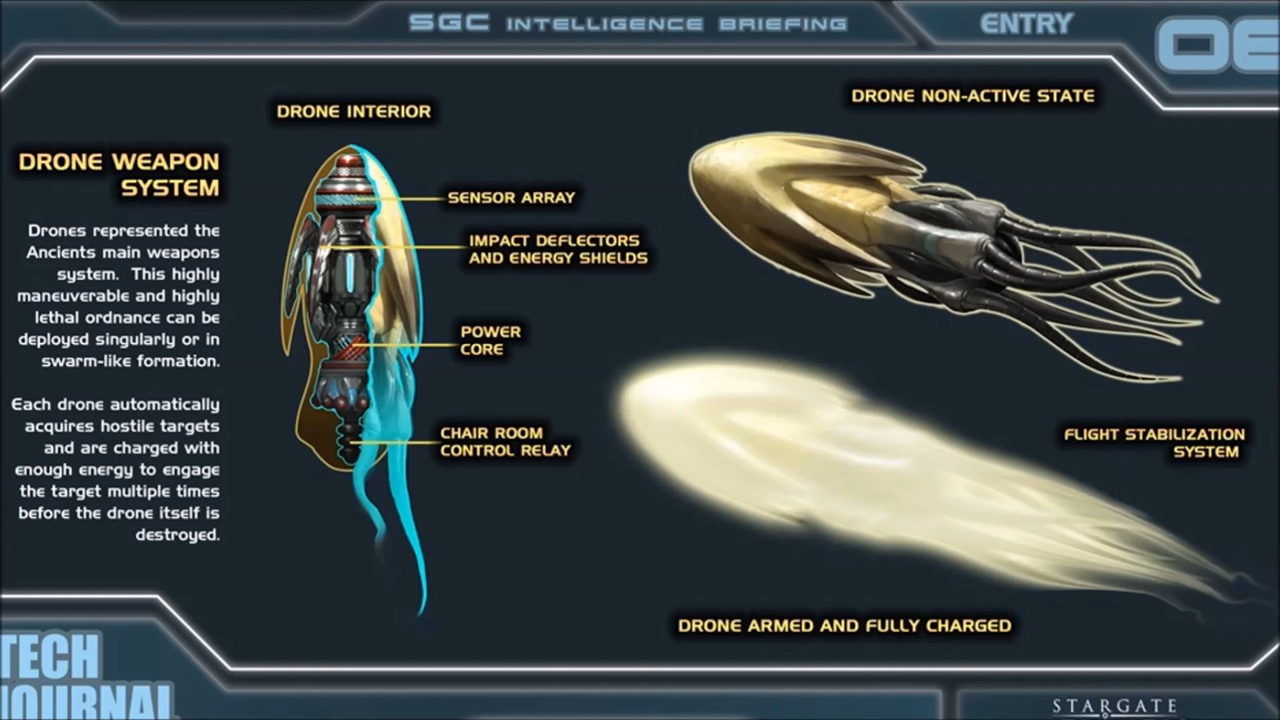 SGC INTELLIGENCE BRIEFING
ENTRY
DRONE WEAPON
SYSTEM
Drones represented the
Ancients main weapons
system. This highly
maneuverable and highly
lethal ordnance can be
deployed singularly or in
swarm-like formation.
Each drone automatically
acquires hostile targets
and are charged with
enough energy to engage
the target multiple times
before the drone itself is
destroyed.
DRONE INTERIOR
SENSOR ARRAY
IMPACT DEFLECTORS
AND ENERGY SHIELDS
POWER
CORE
CHAIR ROOM
CONTROL RELAY
DRONE NON-ACTIVE STATE
FLIGHT STABILIZATION
SYSTEM
DRONE ARMED AND FULLY CHARGED
TECH
JOURNAL
STARGATE